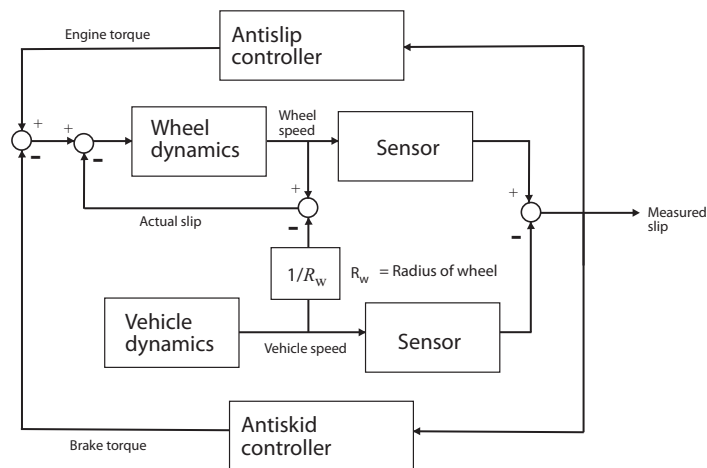 Engine torque
Antislip
controller
+
−
+
−
Wheel
dynamics
Wheel
speed
Sensor
+
−
+
−
Measured
slip
Actual slip
1/Rw
Rw = Radius of wheel
Vehicle
dynamics
Vehicle speed
Sensor
Antiskid
controller
Brake torque